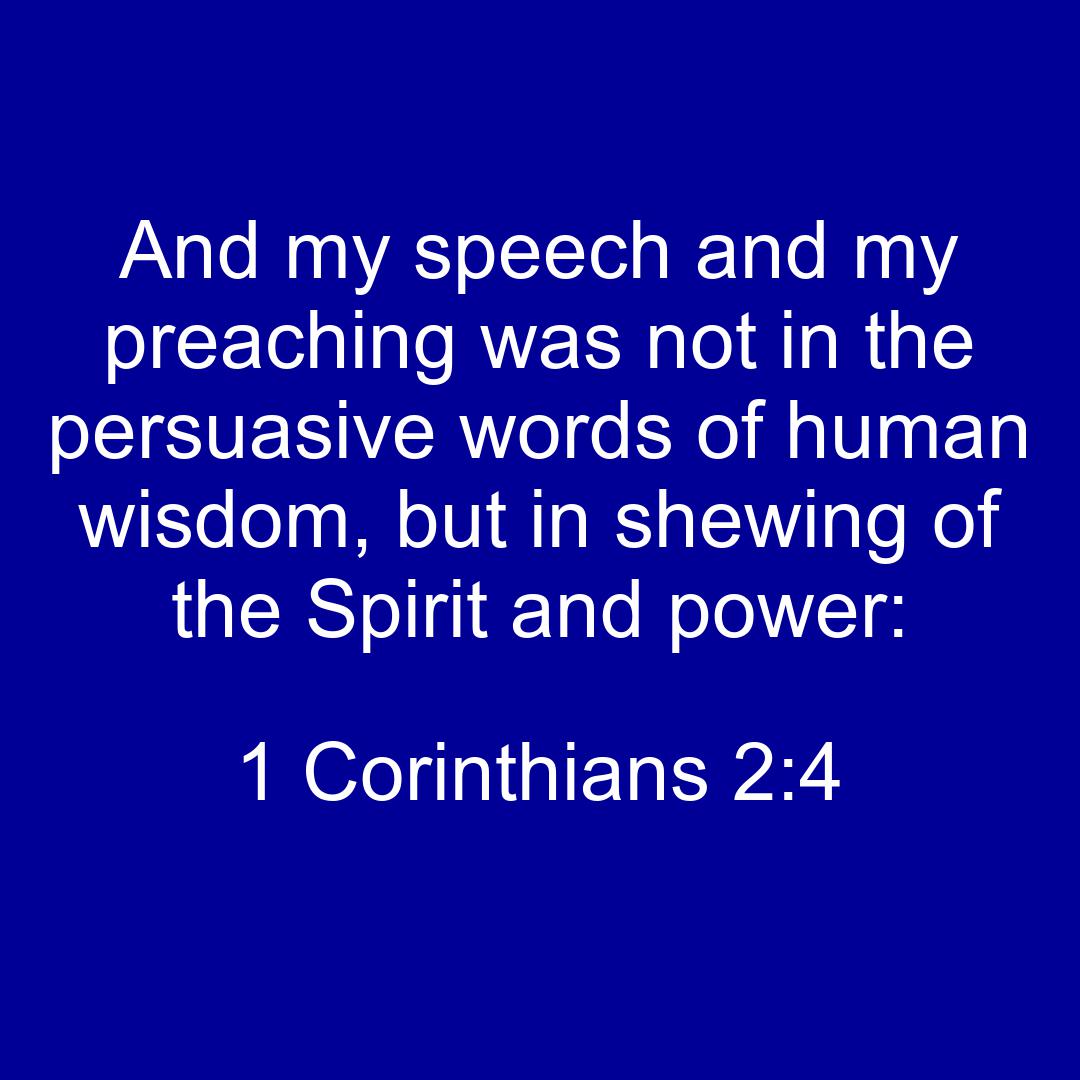 And my speech and my
preaching was not in the
persuasive words of human
wisdom, but in shewing of
the Spirit and power:
1 Corinthians 2:4